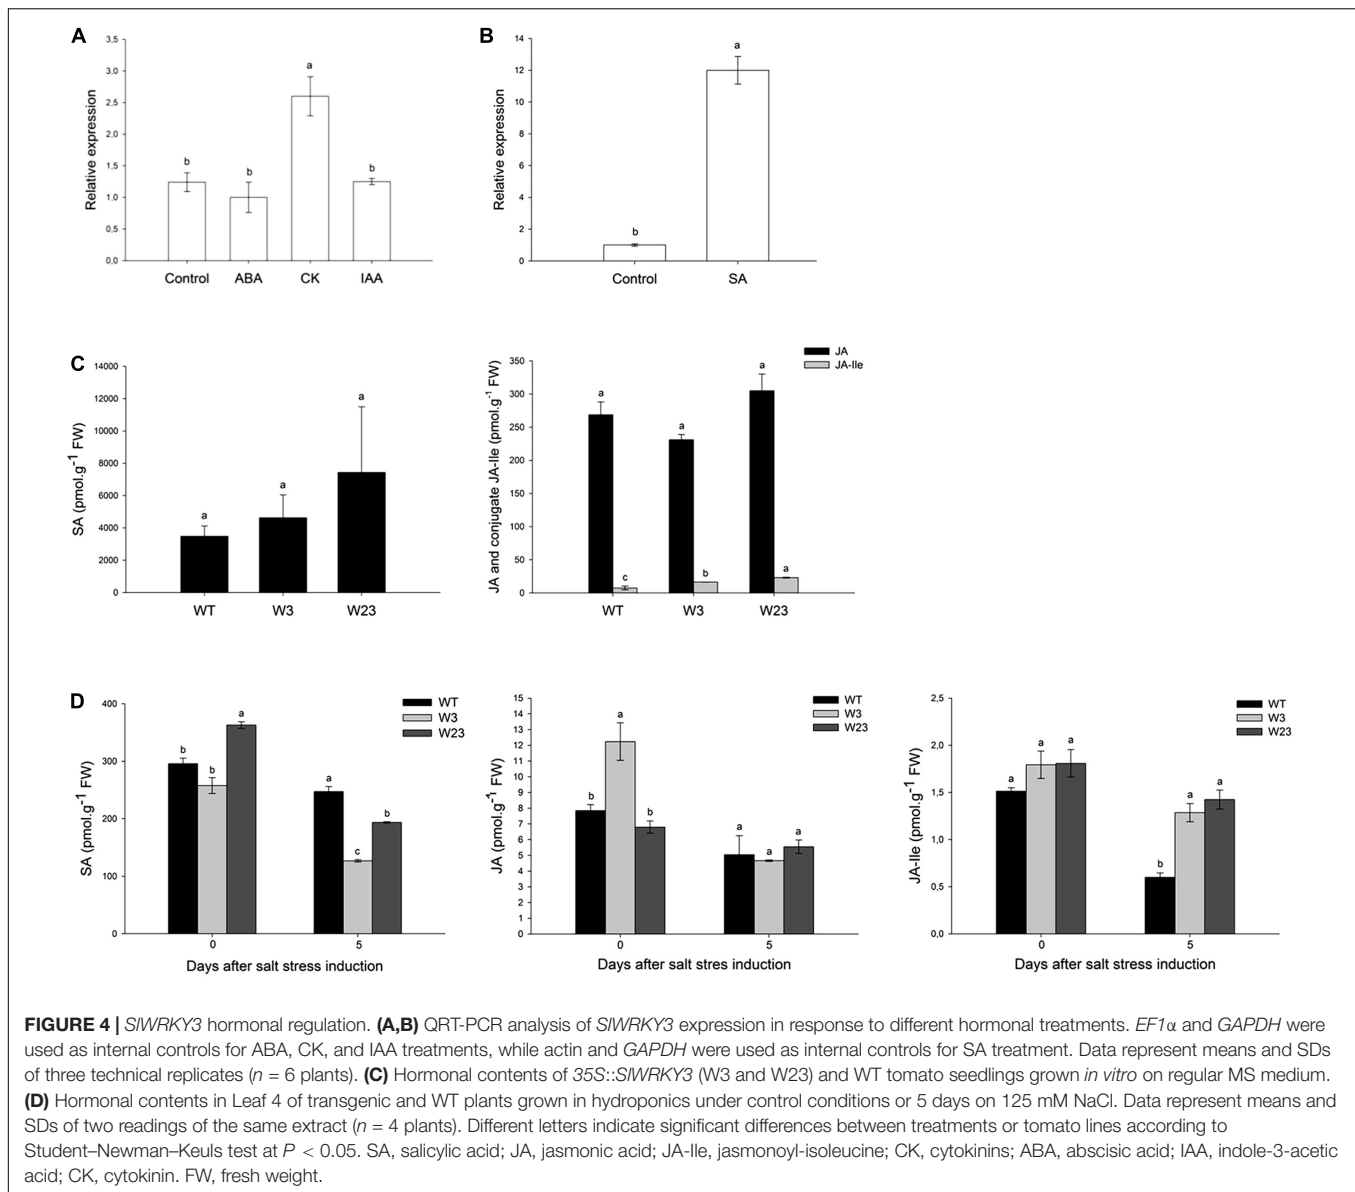 A
3,5
3,0
2,5
2,0
1,5
1,0
0,5
0,0
Relative expression
b
b
a
b
Control ABA CK IAA
B
14
12
10
8
6
4
2
0
Relative expression
b
a
Control SA
C
14000
12000
10000
8000
6000
4000
2000
0
SA (pmol.g⁻¹ FW)
a
a
a
WT W3 W23
JA
JA-Ile
350
300
250
200
150
100
50
0
JA and conjugate JA-Ile (pmol.g⁻¹ FW)
a
c
a
b
a
a
WT W3 W23
D
400
300
200
100
0
SA (pmol.g⁻¹ FW)
WT
W3
W23
b
b
a
a
c
b
0 5
Days after salt stress induction
15
14
13
12
11
10
9
8
7
6
5
4
3
2
1
0
JA (pmol.g⁻¹ FW)
WT
W3
W23
b
a
b
a
a
a
0 5
Days after salt stres induction
2,5
2,0
1,5
1,0
0,5
0,0
JA-Ile (pmol.g⁻¹ FW)
WT
W3
W23
a
a
a
b
a
a
0 5
Days after salt stress induction
FIGURE 4 | SlWRKY3 hormonal regulation. (A,B) QRT-PCR analysis of SlWRKY3 expression in response to different hormonal treatments. EF1α and GAPDH were
used as internal controls for ABA, CK, and IAA treatments, while actin and GAPDH were used as internal controls for SA treatment. Data represent means and SDs
of three technical replicates (n = 6 plants). (C) Hormonal contents of 35S::SlWRKY3 (W3 and W23) and WT tomato seedlings grown in vitro on regular MS medium.
(D) Hormonal contents in Leaf 4 of transgenic and WT plants grown in hydroponics under control conditions or 5 days on 125 mM NaCl. Data represent means and
SDs of two readings of the same extract (n = 4 plants). Different letters indicate significant differences between treatments or tomato lines according to
Student–Newman–Keuls test at P < 0.05. SA, salicylic acid; JA, jasmonic acid; JA-Ile, jasmonoyl-isoleucine; CK, cytokinins; ABA, abscisic acid; IAA, indole-3-acetic
acid; CK, cytokinin. FW, fresh weight.